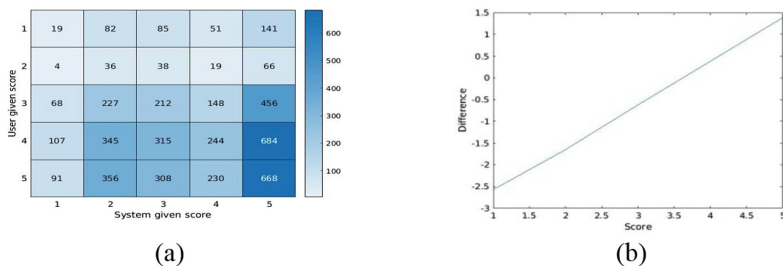 1 19 82 85 51 141
2 4 36 38 19 66
3 68 227 212 148 456
4 107 345 315 244 684
5 91 356 308 230 668
1 2 3 4 5
System given score
User given score
600
500
400
300
200
100
(a)
1.5
1
0.5
0
-0.5
-1
-1.5
-2
-2.5
-3
1 1.5 2 2.5 3 3.5 4 4.5 5
Score
Difference
(b)